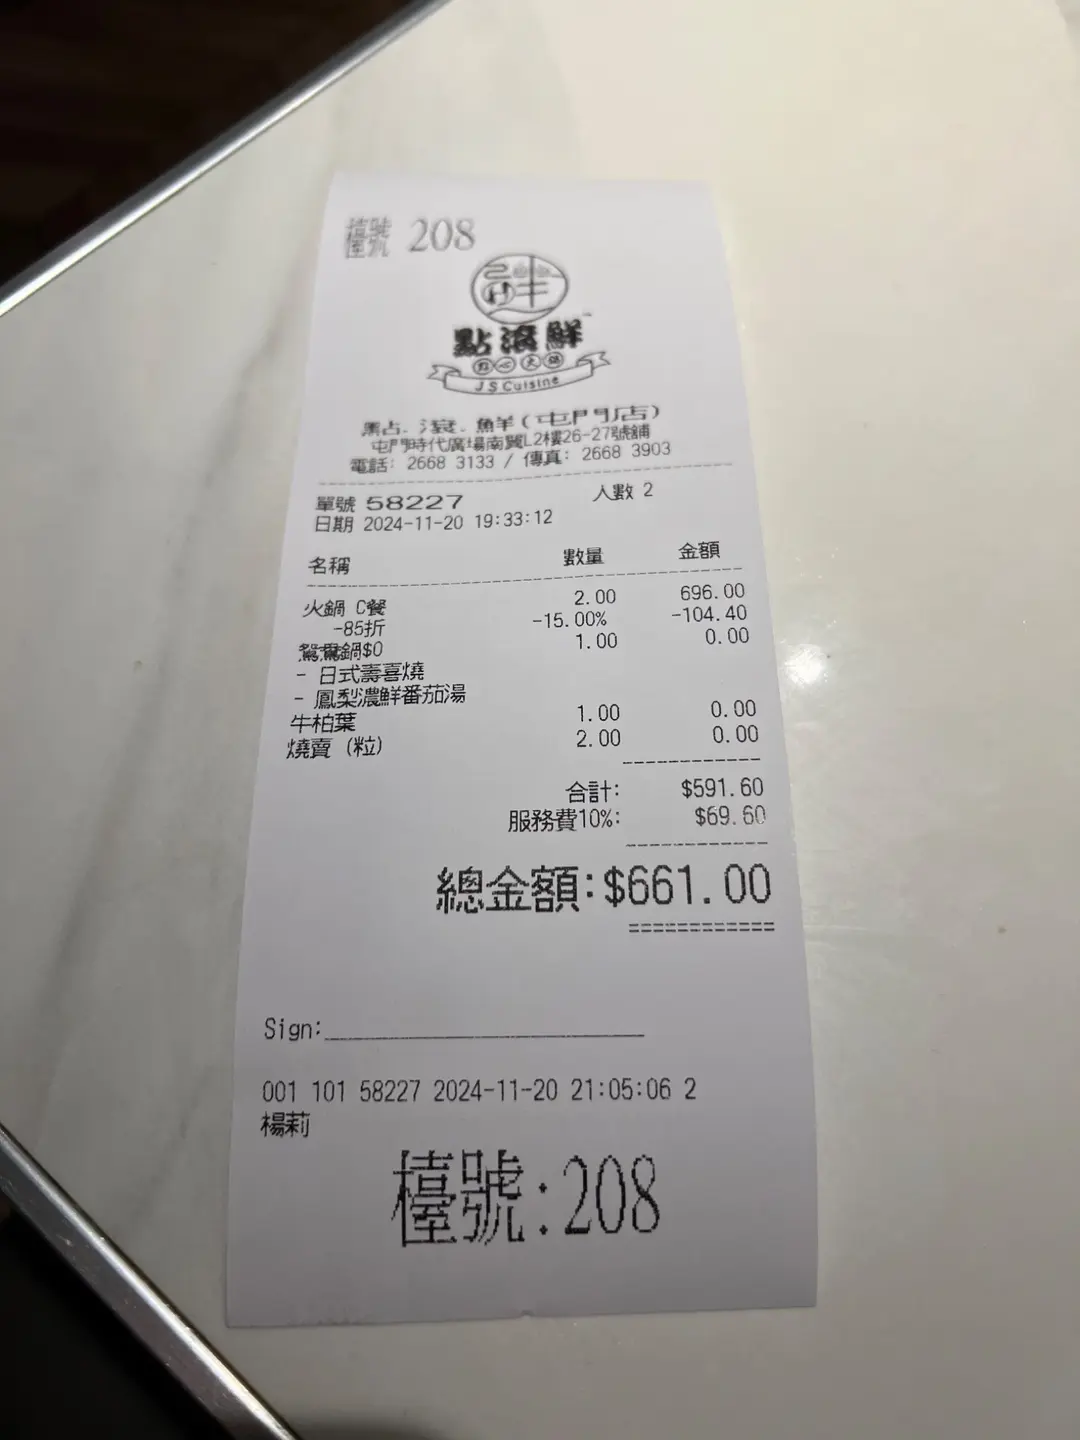 檯號 208
點滾鮮
點心火鍋
J S Cuisine
點. 滾. 鮮(屯門店)
屯門時代廣場南翼L2樓26-27號舖
電話: 2668 3133 / 傳真: 2668 3903
單號 58227 人數 2
日期 2024-11-20 19:33:12
名稱 數量 金額
火鍋 C餐 2.00 696.00
-85折 -15.00% -104.40
鴛鴦鍋$0 1.00 0.00
- 日式壽喜燒
- 鳳梨濃鮮番茄湯
牛柏葉 1.00 0.00
燒賣 (粒) 2.00 0.00
合計: $591.60
服務費10%: $69.60
總金額: $661.00
Sign:
001 101 58227 2024-11-20 21:05:06 2
楊莉
檯號:208